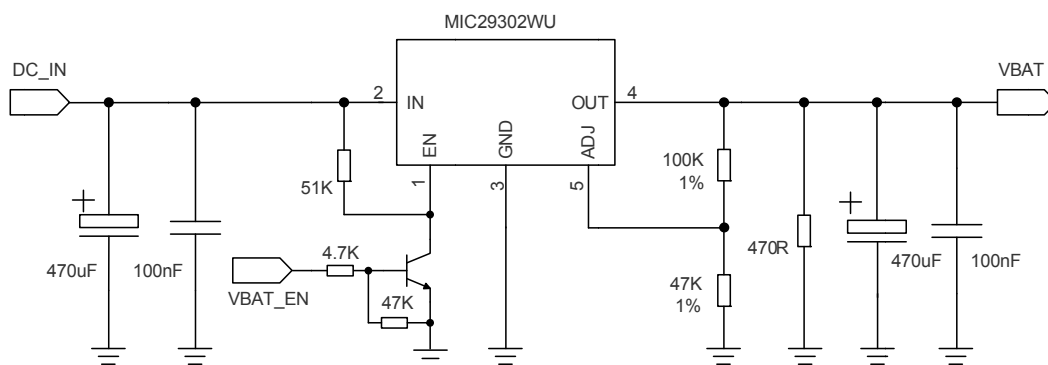 MIC29302WU
DC_IN
VBAT
2
IN
OUT
4
EN
GND
ADJ
1
3
5
51K
100K
1%
470uF
100nF
4.7K
VBAT_EN
47K
47K
1%
470R
470uF
100nF